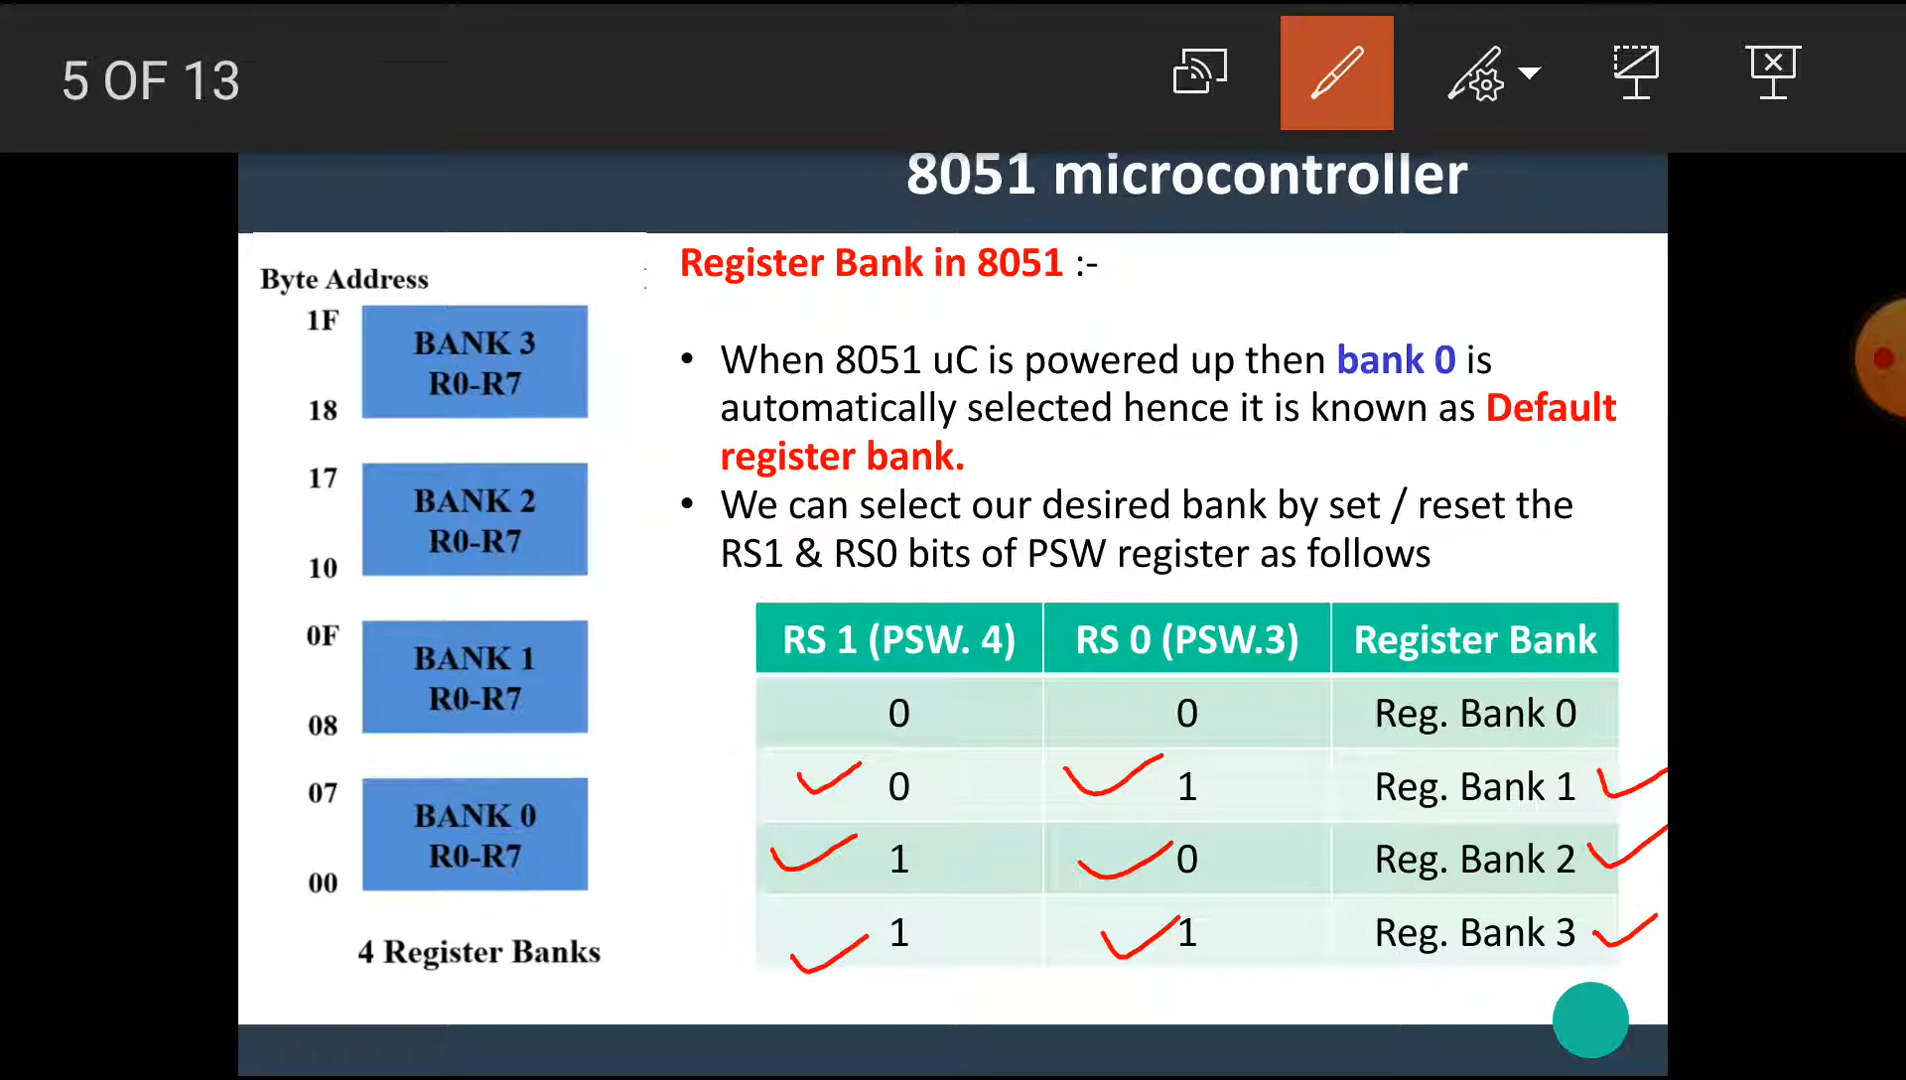 5 OF 13
8051 microcontroller
Byte Address
1F
BANK 3
R0-R7
18
17
BANK 2
R0-R7
10
0F
BANK 1
R0-R7
08
07
BANK 0
R0-R7
00
4 Register Banks
Register Bank in 8051 :-
• When 8051 uC is powered up then bank 0 is
automatically selected hence it is known as Default
register bank.
• We can select our desired bank by set / reset the
RS1 & RS0 bits of PSW register as follows
RS 1 (PSW. 4) RS 0 (PSW.3) Register Bank
0 0 Reg. Bank 0
0 1 Reg. Bank 1
1 0 Reg. Bank 2
1 1 Reg. Bank 3